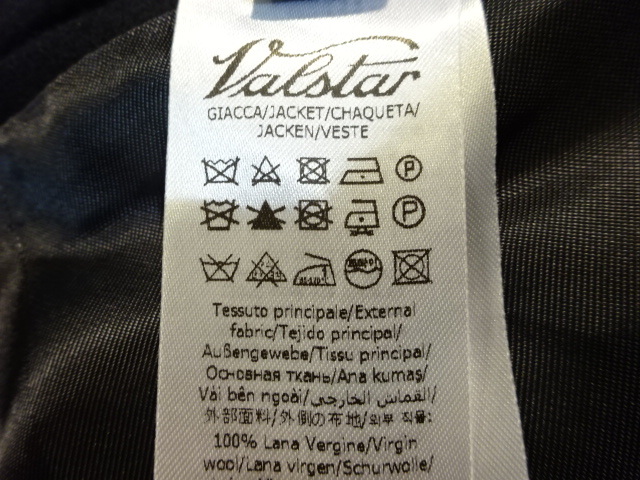 Valstar
GIACCA/JACKET/CHAQUETA/
JACKEN/VESTE
P
P
Tessuto principale/External
fabric/Tejido principal/
Außengewebe/Tissu principal/
Основная ткань/Ana kumaş/
Vải bên ngoài/القماش الخارجي/
外部面料/外側の布地/외부 직물:
100% Lana Vergine/Virgin
wool/Lana virgen/Schurwolle/